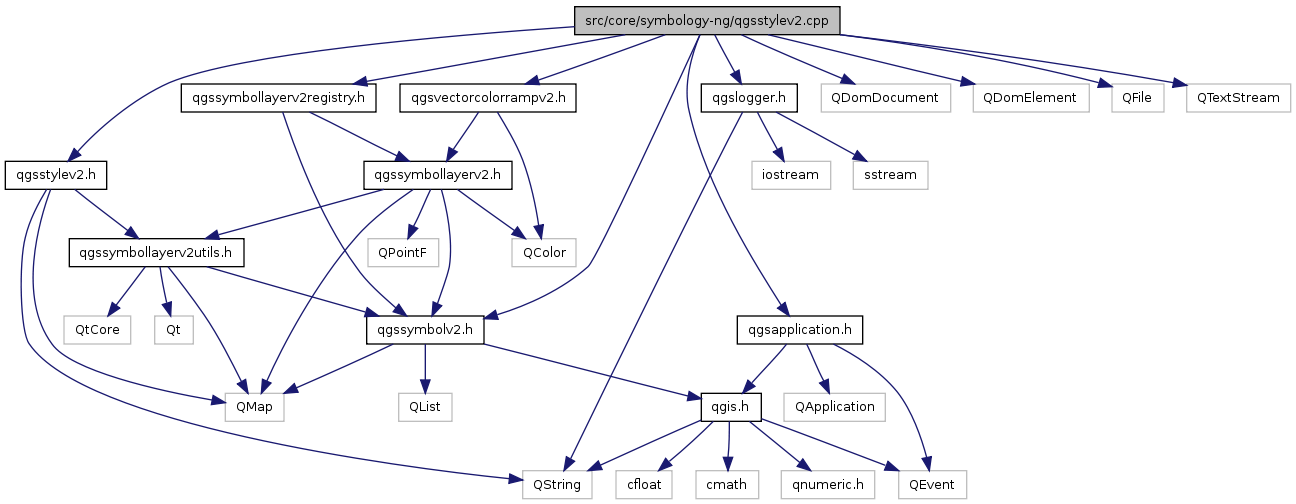 src/core/symbology-ng/qgsstylev2.cpp
qgssymbollayerv2registry.h
qgsvectorcolorrampv2.h
qgslogger.h
QDomDocument
QDomElement
QFile
QTextStream
qgsstylev2.h
qgssymbollayerv2.h
iostream
sstream
qgssymbollayerv2utils.h
QPointF
QColor
QtCore
Qt
qgssymbolv2.h
qgsapplication.h
QMap
QList
qgis.h
QApplication
QString
cfloat
cmath
qnumeric.h
QEvent